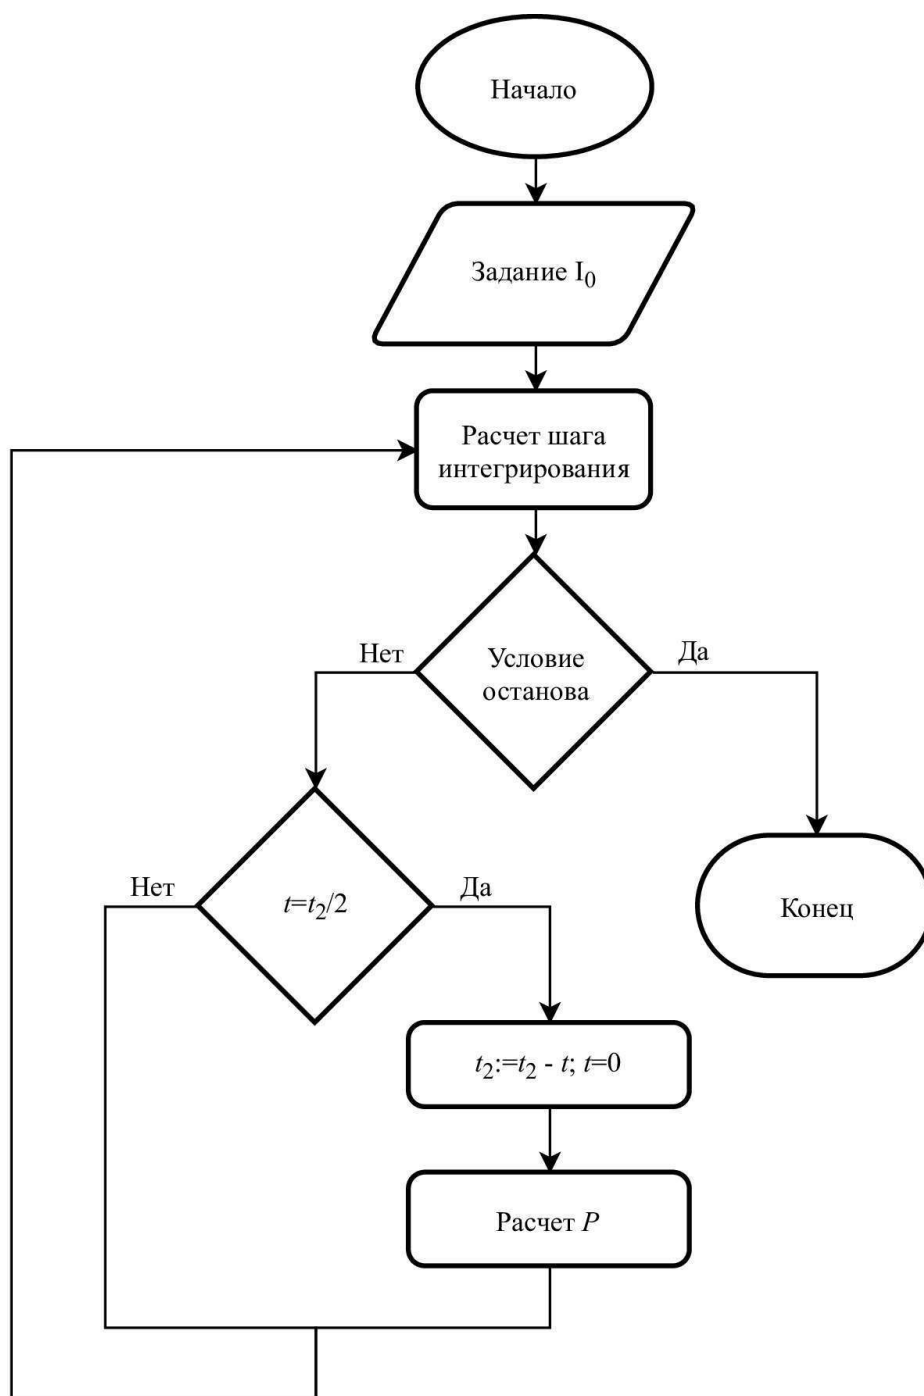 Начало
Задание I₀
Расчет шага
интегрирования
Нет
Условие
останова
Да
Нет
t=t₂/2
Да
Конец
t₂:=t₂ - t; t=0
Расчет P